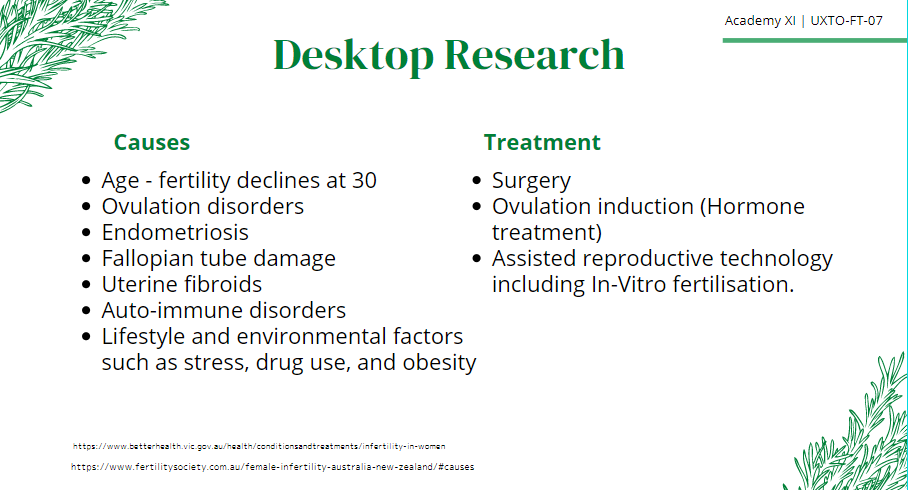 Academy XI | UXTO-FT-07
Desktop Research
Causes
• Age - fertility declines at 30
• Ovulation disorders
• Endometriosis
• Fallopian tube damage
• Uterine fibroids
• Auto-immune disorders
• Lifestyle and environmental factors
such as stress, drug use, and obesity
Treatment
• Surgery
• Ovulation induction (Hormone
treatment)
• Assisted reproductive technology
including In-Vitro fertilisation.
https://www.betterhealth.vic.gov.au/health/conditionsandtreatments/infertility-in-women
https://www.fertilitysociety.com.au/female-infertility-australia-new-zealand/#causes